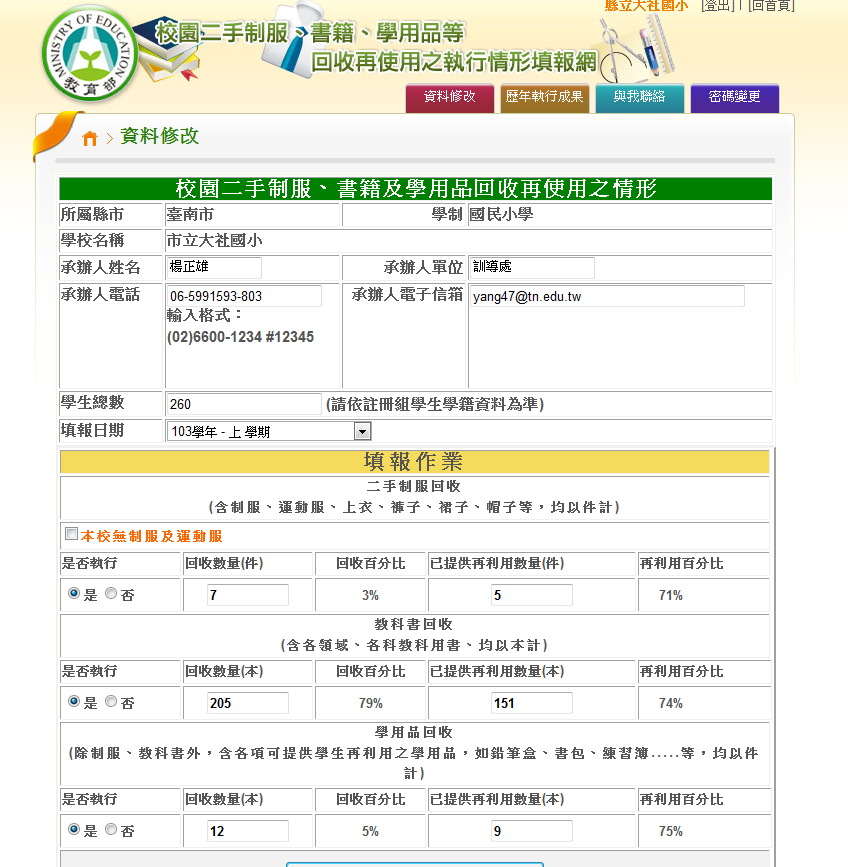 縣立大社國小 [登出] | [回首頁]
MINISTRY OF EDUCATION
教育部
校園二手制服、書籍、學用品等
回收再使用之執行情形填報網
資料修改 歷年執行成果 與我聯絡 密碼變更
> 資料修改
校園二手制服、書籍及學用品回收再使用之情形
所屬縣市 臺南市 學制 國民小學
學校名稱 市立大社國小
承辦人姓名 楊正雄 承辦人單位 訓導處
承辦人電話 06-5991593-803 承辦人電子信箱 yang47@tn.edu.tw
輸入格式：
(02)6600-1234 #12345
學生總數 260 (請依註冊組學生學籍資料為準)
填報日期 103學年 - 上 學期
填報作業
二手制服回收
(含制服、運動服、上衣、褲子、裙子、帽子等，均以件計)
本校無制服及運動服
是否執行 回收數量(件) 回收百分比 已提供再利用數量(件) 再利用百分比
是 否 7 3% 5 71%
教科書回收
(含各領域、各科教科用書、均以本計)
是否執行 回收數量(本) 回收百分比 已提供再利用數量(本) 再利用百分比
是 否 205 79% 151 74%
學用品回收
(除制服、教科書外，含各項可提供學生再利用之學用品，如鉛筆盒、書包、練習簿.....等，均以件
計)
是否執行 回收數量(本) 回收百分比 已提供再利用數量(本) 再利用百分比
是 否 12 5% 9 75%